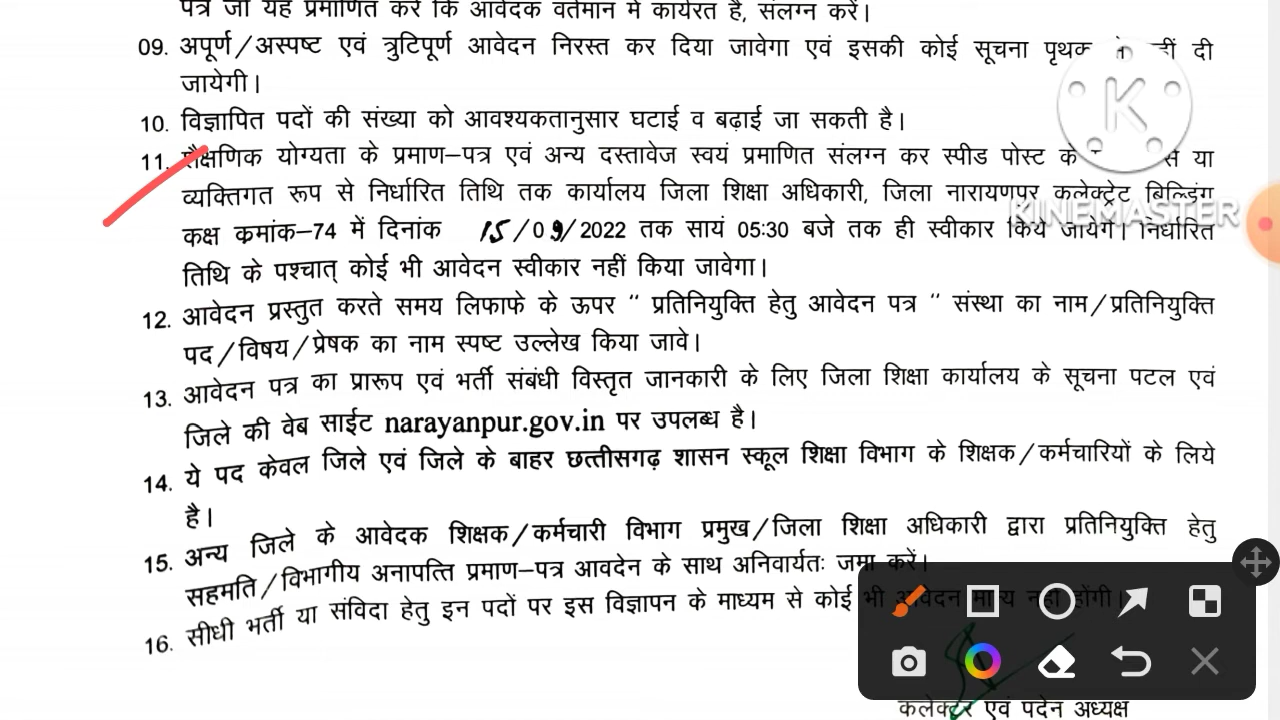 पत्र जो यह प्रमाणित करे कि आवेदक वर्तमान में कार्यरत है, संलग्न करें।
09. अपूर्ण/अस्पष्ट एवं त्रुटिपूर्ण आवेदन निरस्त कर दिया जावेगा एवं इसकी कोई सूचना दी
जायेगी।
10. विज्ञापित पदों की संख्या को आवश्यकतानुसार घटाई व बढ़ाई जा सकती है।
11. शैक्षणिक योग्यता के प्रमाण–पत्र एवं अन्य दस्तावेज स्वयं प्रमाणित संलग्न कर स्पीड पोस्ट के से या
व्यक्तिगत रूप से निर्धारित तिथि तक कार्यालय जिला शिक्षा अधिकारी, जिला नारायणपुर कलेक्ट्रेट बिल्डिंग
KINEMASTER
कक्ष क्रमांक–74 में दिनांक 15/09/2022 तक सायं 05:30 बजे तक ही स्वीकार किये जायेंगे। निर्धारित
तिथि के पश्चात् कोई भी आवेदन स्वीकार नहीं किया जावेगा।
12. आवेदन प्रस्तुत करते समय लिफाफे के ऊपर " प्रतिनियुक्ति हेतु आवेदन पत्र " संस्था का नाम/प्रतिनियुक्ति
पद/विषय/प्रेषक का नाम स्पष्ट उल्लेख किया जावे।
13. आवेदन पत्र का प्रारूप एवं भर्ती संबंधी विस्तृत जानकारी के लिए जिला शिक्षा कार्यालय के सूचना पटल एवं
जिले की वेब साईट narayanpur.gov.in पर उपलब्ध है।
14. ये पद केवल जिले एवं जिले के बाहर छत्तीसगढ़ शासन स्कूल शिक्षा विभाग के शिक्षक/कर्मचारियों के लिये
है।
15. अन्य जिले के आवेदक शिक्षक/कर्मचारी विभाग प्रमुख/जिला शिक्षा अधिकारी द्वारा प्रतिनियुक्ति हेतु
सहमति/विभागीय अनापत्ति प्रमाण–पत्र आवदेन के साथ अनिवार्यतः जमा करें।
16. सीधी भर्ती या संविदा हेतु इन पदों पर इस विज्ञापन के माध्यम से कोई भी आवेदन मान्य नहीं होंगी।
कलेक्टर एवं पदेन अध्यक्ष